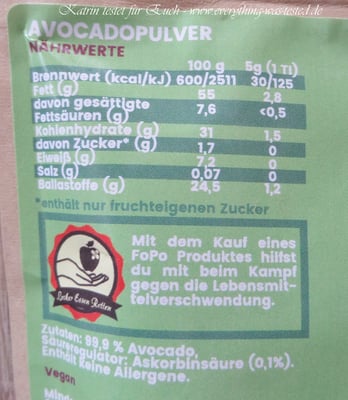 Katrin testet für Euch - www.everything-was-tested.de
AVOCADOPULVER
NÄHRWERTE
100 g 5g (1 Tl)
Brennwert (kcal/kJ) 600/2511 30/125
Fett (g) 55 2,8
davon gesättigte
Fettsäuren (g) 7,6 <0,5
Kohlenhydrate (g) 31 1,5
davon Zucker* (g) 1,7 0
Eiweiß (g) 7,2 0
Salz (g) 0,07 0
Ballastoffe (g) 24,5 1,2
*enthält nur fruchteigenen Zucker
Mit dem Kauf eines
FoPo Produktes hilfst
du mit beim Kampf
gegen die Lebensmit-
telverschwendung.
Lecker Essen Retten
Zutaten: 99,9 % Avocado,
Säureregulator: Askorbinsäure (0,1%).
Enthält keine Allergene.
Vegan